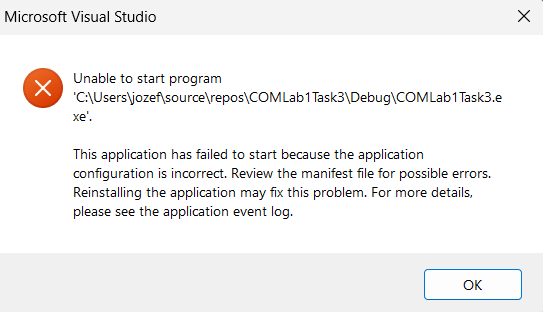 Microsoft Visual Studio
Unable to start program
'C:\Users\jozef\source\repos\COMLab1Task3\Debug\COMLab1Task3.e
xe'.
This application has failed to start because the application
configuration is incorrect. Review the manifest file for possible errors.
Reinstalling the application may fix this problem. For more details,
please see the application event log.
OK